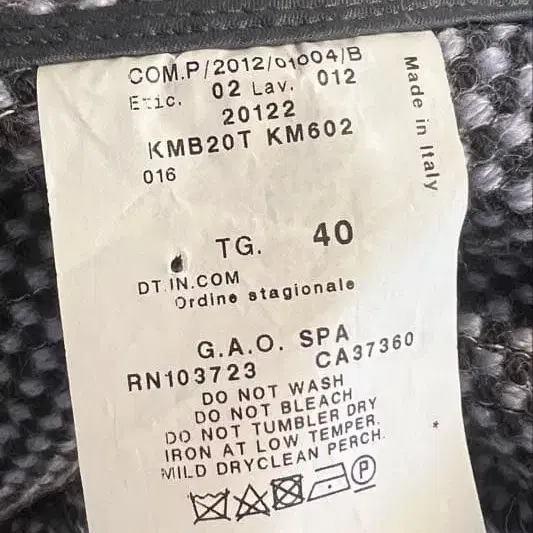 COM.P/2012/01004/B
Etic. 02 Lav. 012
20122
KMB20T KM602
016
Made in Italy
TG. 40
DT.IN.COM
Ordine stagionale
G.A.O. SPA
RN103723 CA37360
DO NOT WASH
DO NOT BLEACH
DO NOT TUMBLER DRY
IRON AT LOW TEMPER.
MILD DRYCLEAN PERCH.
P